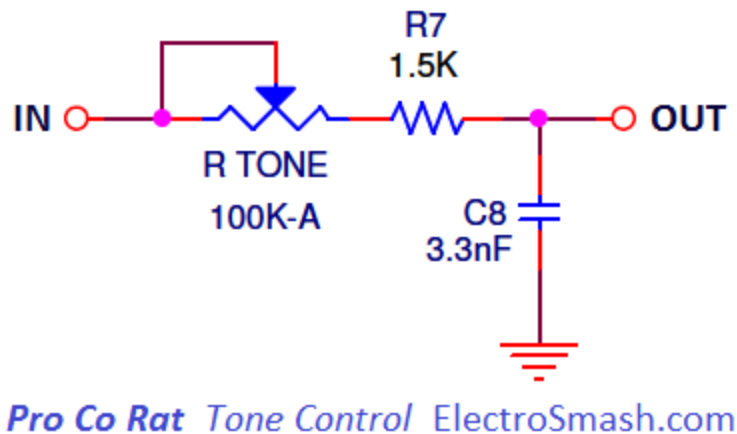 R7
1.5K
IN
OUT
R TONE
100K-A
C8
3.3nF
Pro Co Rat Tone Control ElectroSmash.com